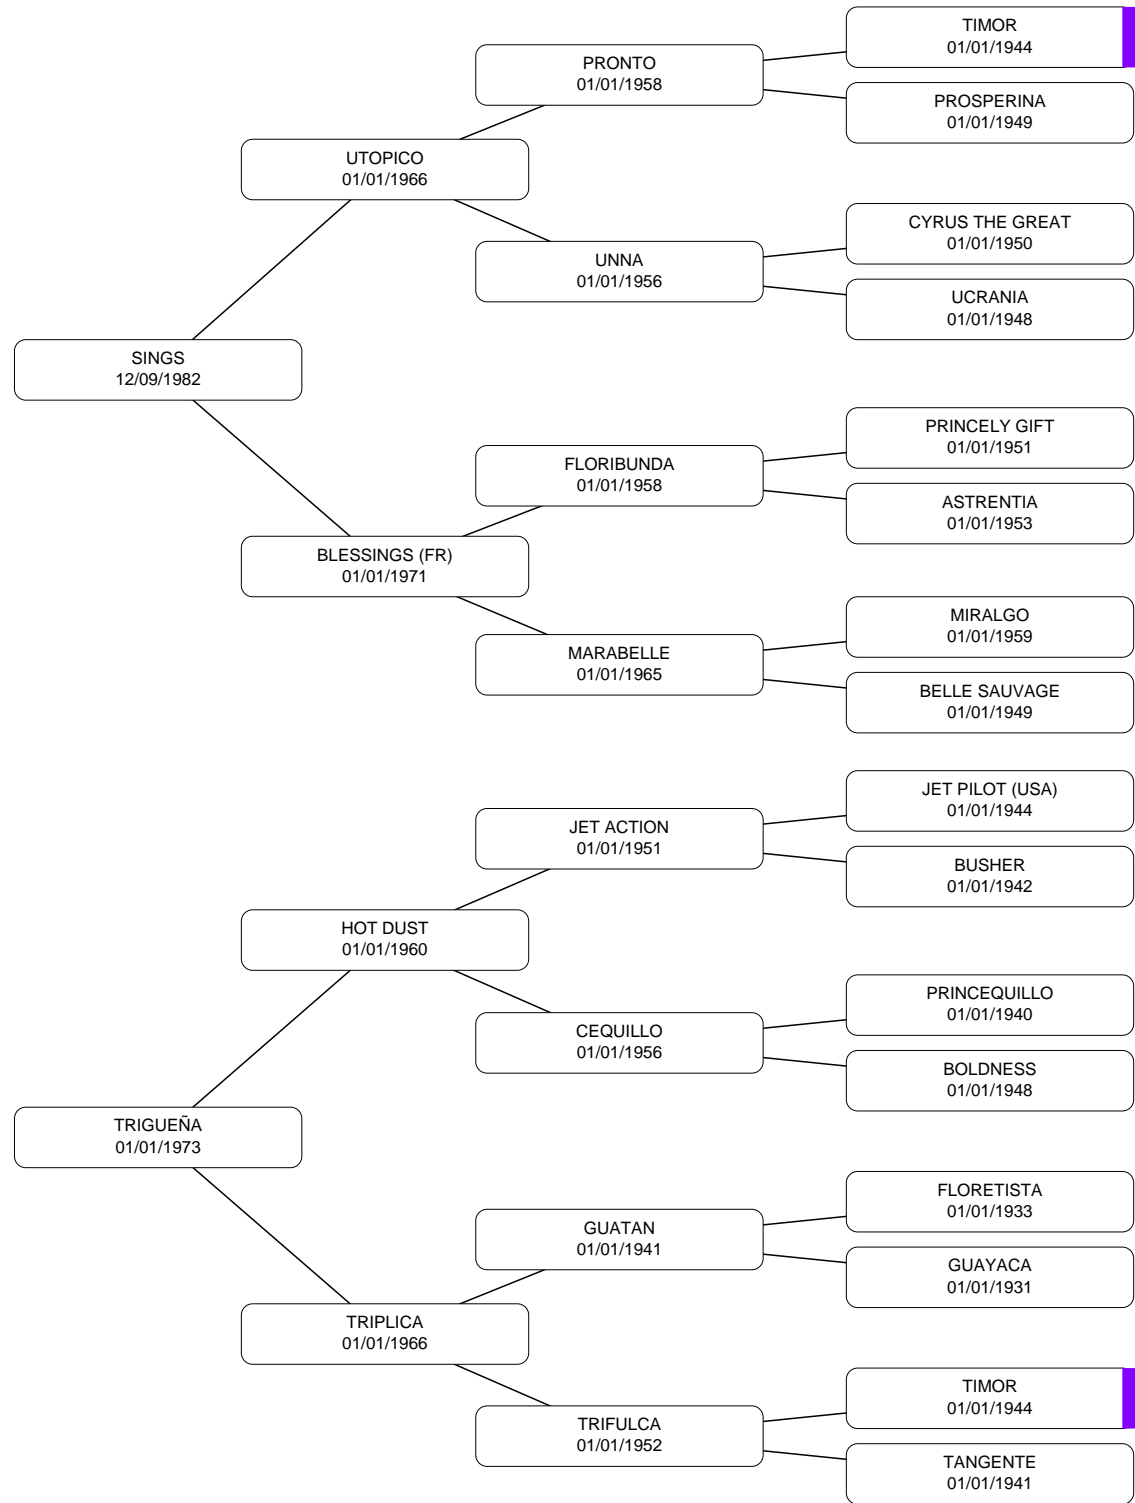 TIMOR
01/01/1944
PRONTO
01/01/1958
PROSPERINA
01/01/1949
UTOPICO
01/01/1966
CYRUS THE GREAT
01/01/1950
UNNA
01/01/1956
UCRANIA
01/01/1948
SINGS
12/09/1982
PRINCELY GIFT
01/01/1951
FLORIBUNDA
01/01/1958
ASTRENTIA
01/01/1953
BLESSINGS (FR)
01/01/1971
MIRALGO
01/01/1959
MARABELLE
01/01/1965
BELLE SAUVAGE
01/01/1949
JET PILOT (USA)
01/01/1944
JET ACTION
01/01/1951
BUSHER
01/01/1942
HOT DUST
01/01/1960
PRINCEQUILLO
01/01/1940
CEQUILLO
01/01/1956
BOLDNESS
01/01/1948
TRIGUEÑA
01/01/1973
FLORETISTA
01/01/1933
GUATAN
01/01/1941
GUAYACA
01/01/1931
TRIPLICA
01/01/1966
TIMOR
01/01/1944
TRIFULCA
01/01/1952
TANGENTE
01/01/1941